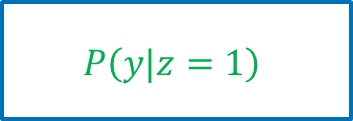 P(y|z = 1)